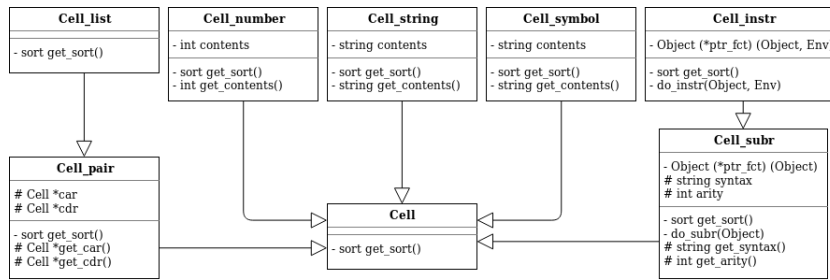 Cell_list
- sort get_sort()
Cell_number
- int contents
- sort get_sort()
- int get_contents()
Cell_string
- string contents
- sort get_sort()
- string get_contents()
Cell_symbol
- string contents
- sort get_sort()
- string get_contents()
Cell_instr
- Object (*ptr_fct) (Object, Env
- sort get_sort()
- do_instr(Object, Env)
Cell_pair
# Cell *car
# Cell *cdr
- sort get_sort()
# Cell *get_car()
# Cell *get_cdr()
Cell
- sort get_sort()
Cell_subr
- Object (*ptr_fct) (Object)
# string syntax
# int arity
- sort get_sort()
- do_subr(Object)
# string get_syntax()
# int get_arity()